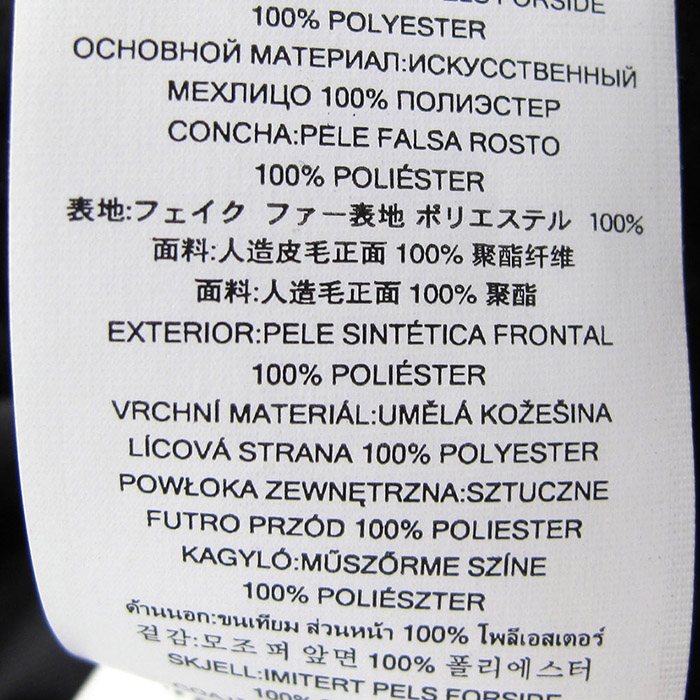 FORSIDE
100% POLYESTER
ОСНОВНОЙ МАТЕРИАЛ:ИСКУССТВЕННЫЙ
МЕХЛИЦО 100% ПОЛИЭСТЕР
CONCHA:PELE FALSA ROSTO
100% POLIÉSTER
表地:フェイク ファー表地 ポリエステル 100%
面料:人造皮毛正面 100% 聚酯纤维
面料:人造毛正面 100% 聚酯
EXTERIOR:PELE SINTÉTICA FRONTAL
100% POLIÉSTER
VRCHNÍ MATERIÁL:UMĚLÁ KOŽEŠINA
LÍCOVÁ STRANA 100% POLYESTER
POWŁOKA ZEWNĘTRZNA:SZTUCZNE
FUTRO PRZÓD 100% POLIESTER
KAGYLÓ:MŰSZŐRME SZÍNE
100% POLIÉSZTER
ด้านนอก:ขนเทียม ส่วนหน้า 100% โพลีเอสเตอร์
겉감:모조 퍼 앞면 100% 폴리에스터
SKJELL:IMITERT PELS FORSIDE
100%